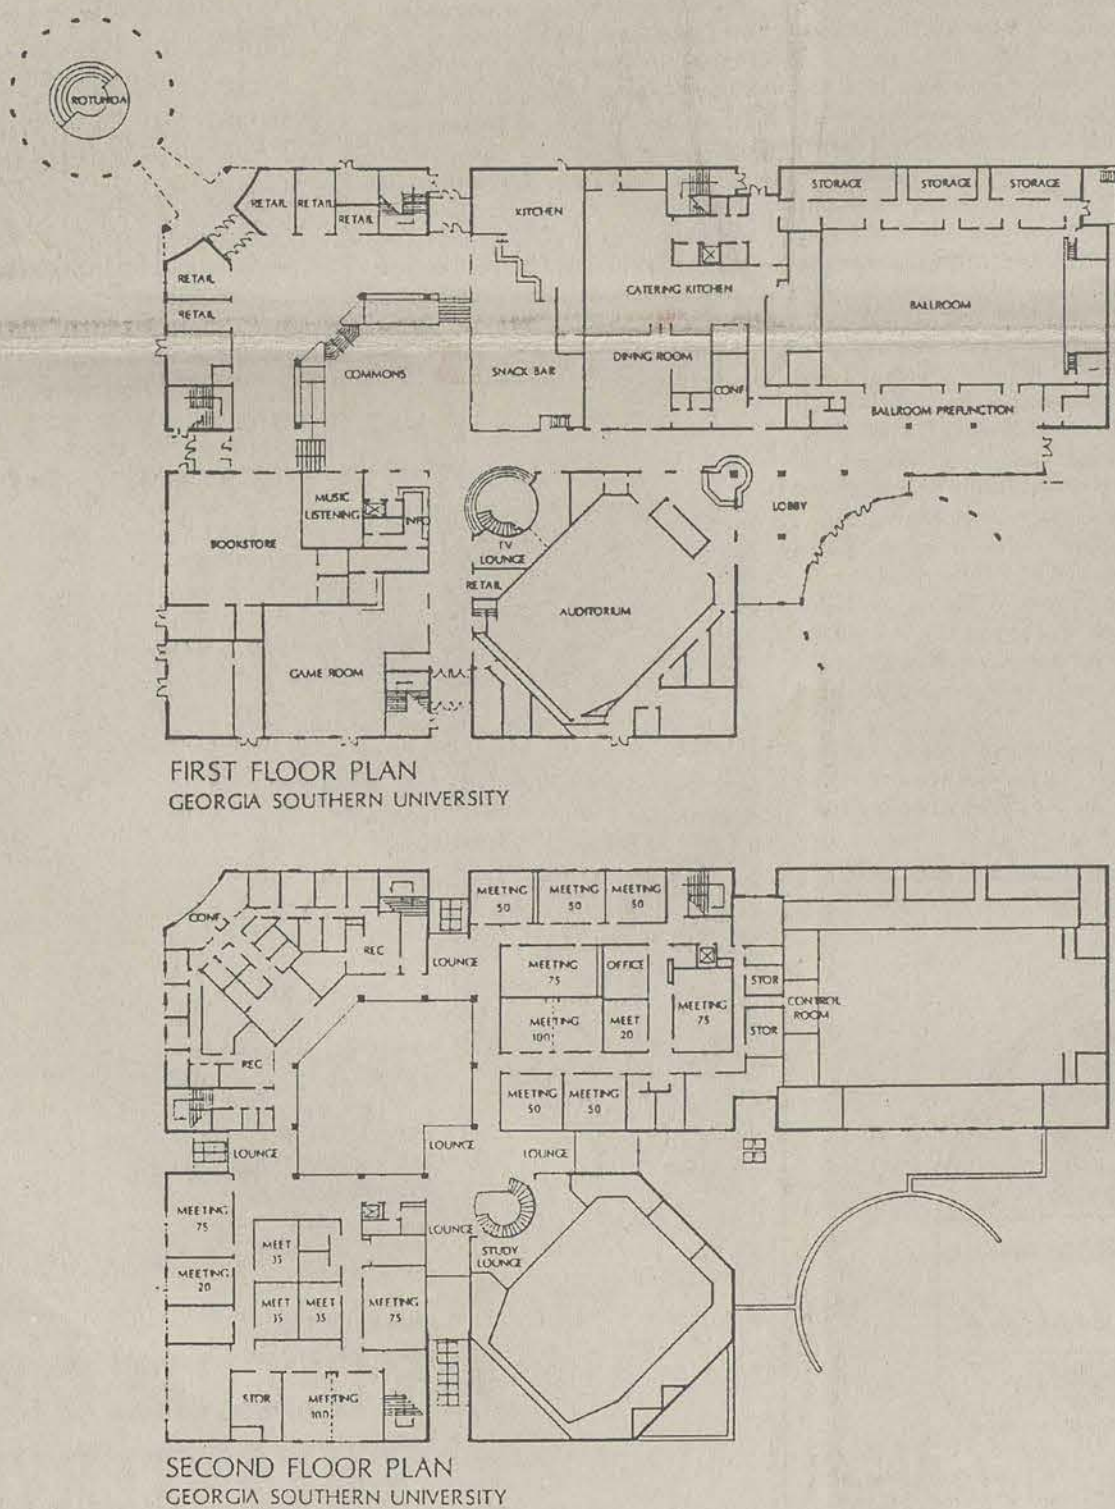 ROTUNDA
RETAIL
RETAIL
RETAIL
KITCHEN
STORAGE
STORAGE
STORAGE
RETAIL
RETAIL
CATERING KITCHEN
BALLROOM
COMMONS
SNACK BAR
DINING ROOM
CONF
BALLROOM PREFUNCTION
MUSIC
LISTENING
INFO
BOOKSTORE
TV
LOUNGE
RETAIL
LOBBY
AUDITORIUM
GAME ROOM
FIRST FLOOR PLAN
GEORGIA SOUTHERN UNIVERSITY
CONF
REC
LOUNGE
MEETING
50
MEETING
50
MEETING
50
MEETING
75
OFFICE
MEETING
75
STOR
CONTROL
ROOM
MEETING
100
MEET
20
STOR
REC
MEETING
50
MEETING
50
LOUNGE
LOUNGE
LOUNGE
MEETING
75
LOUNGE
MEET
35
STUDY
LOUNGE
MEETING
20
MEET
35
MEET
35
MEETING
75
STOR
MEETING
100
SECOND FLOOR PLAN
GEORGIA SOUTHERN UNIVERSITY